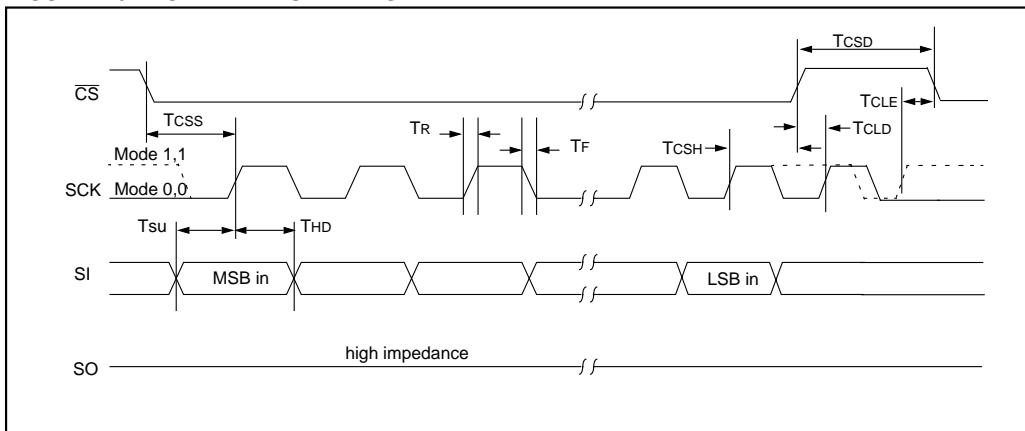 TCSD
CS
TCSS
TCLE
TR
TF
TCSH
TCLD
Mode 1,1
SCK
Mode 0,0
Tsu
THD
SI
MSB in
LSB in
high impedance
SO